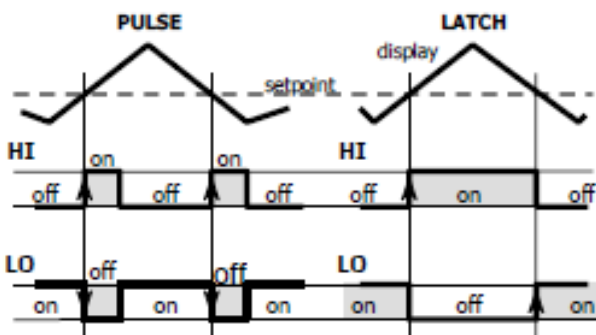 PULSE LATCH
display
setpoint
HI on on HI
off off off off on off
LO off off LO
on on on on off on